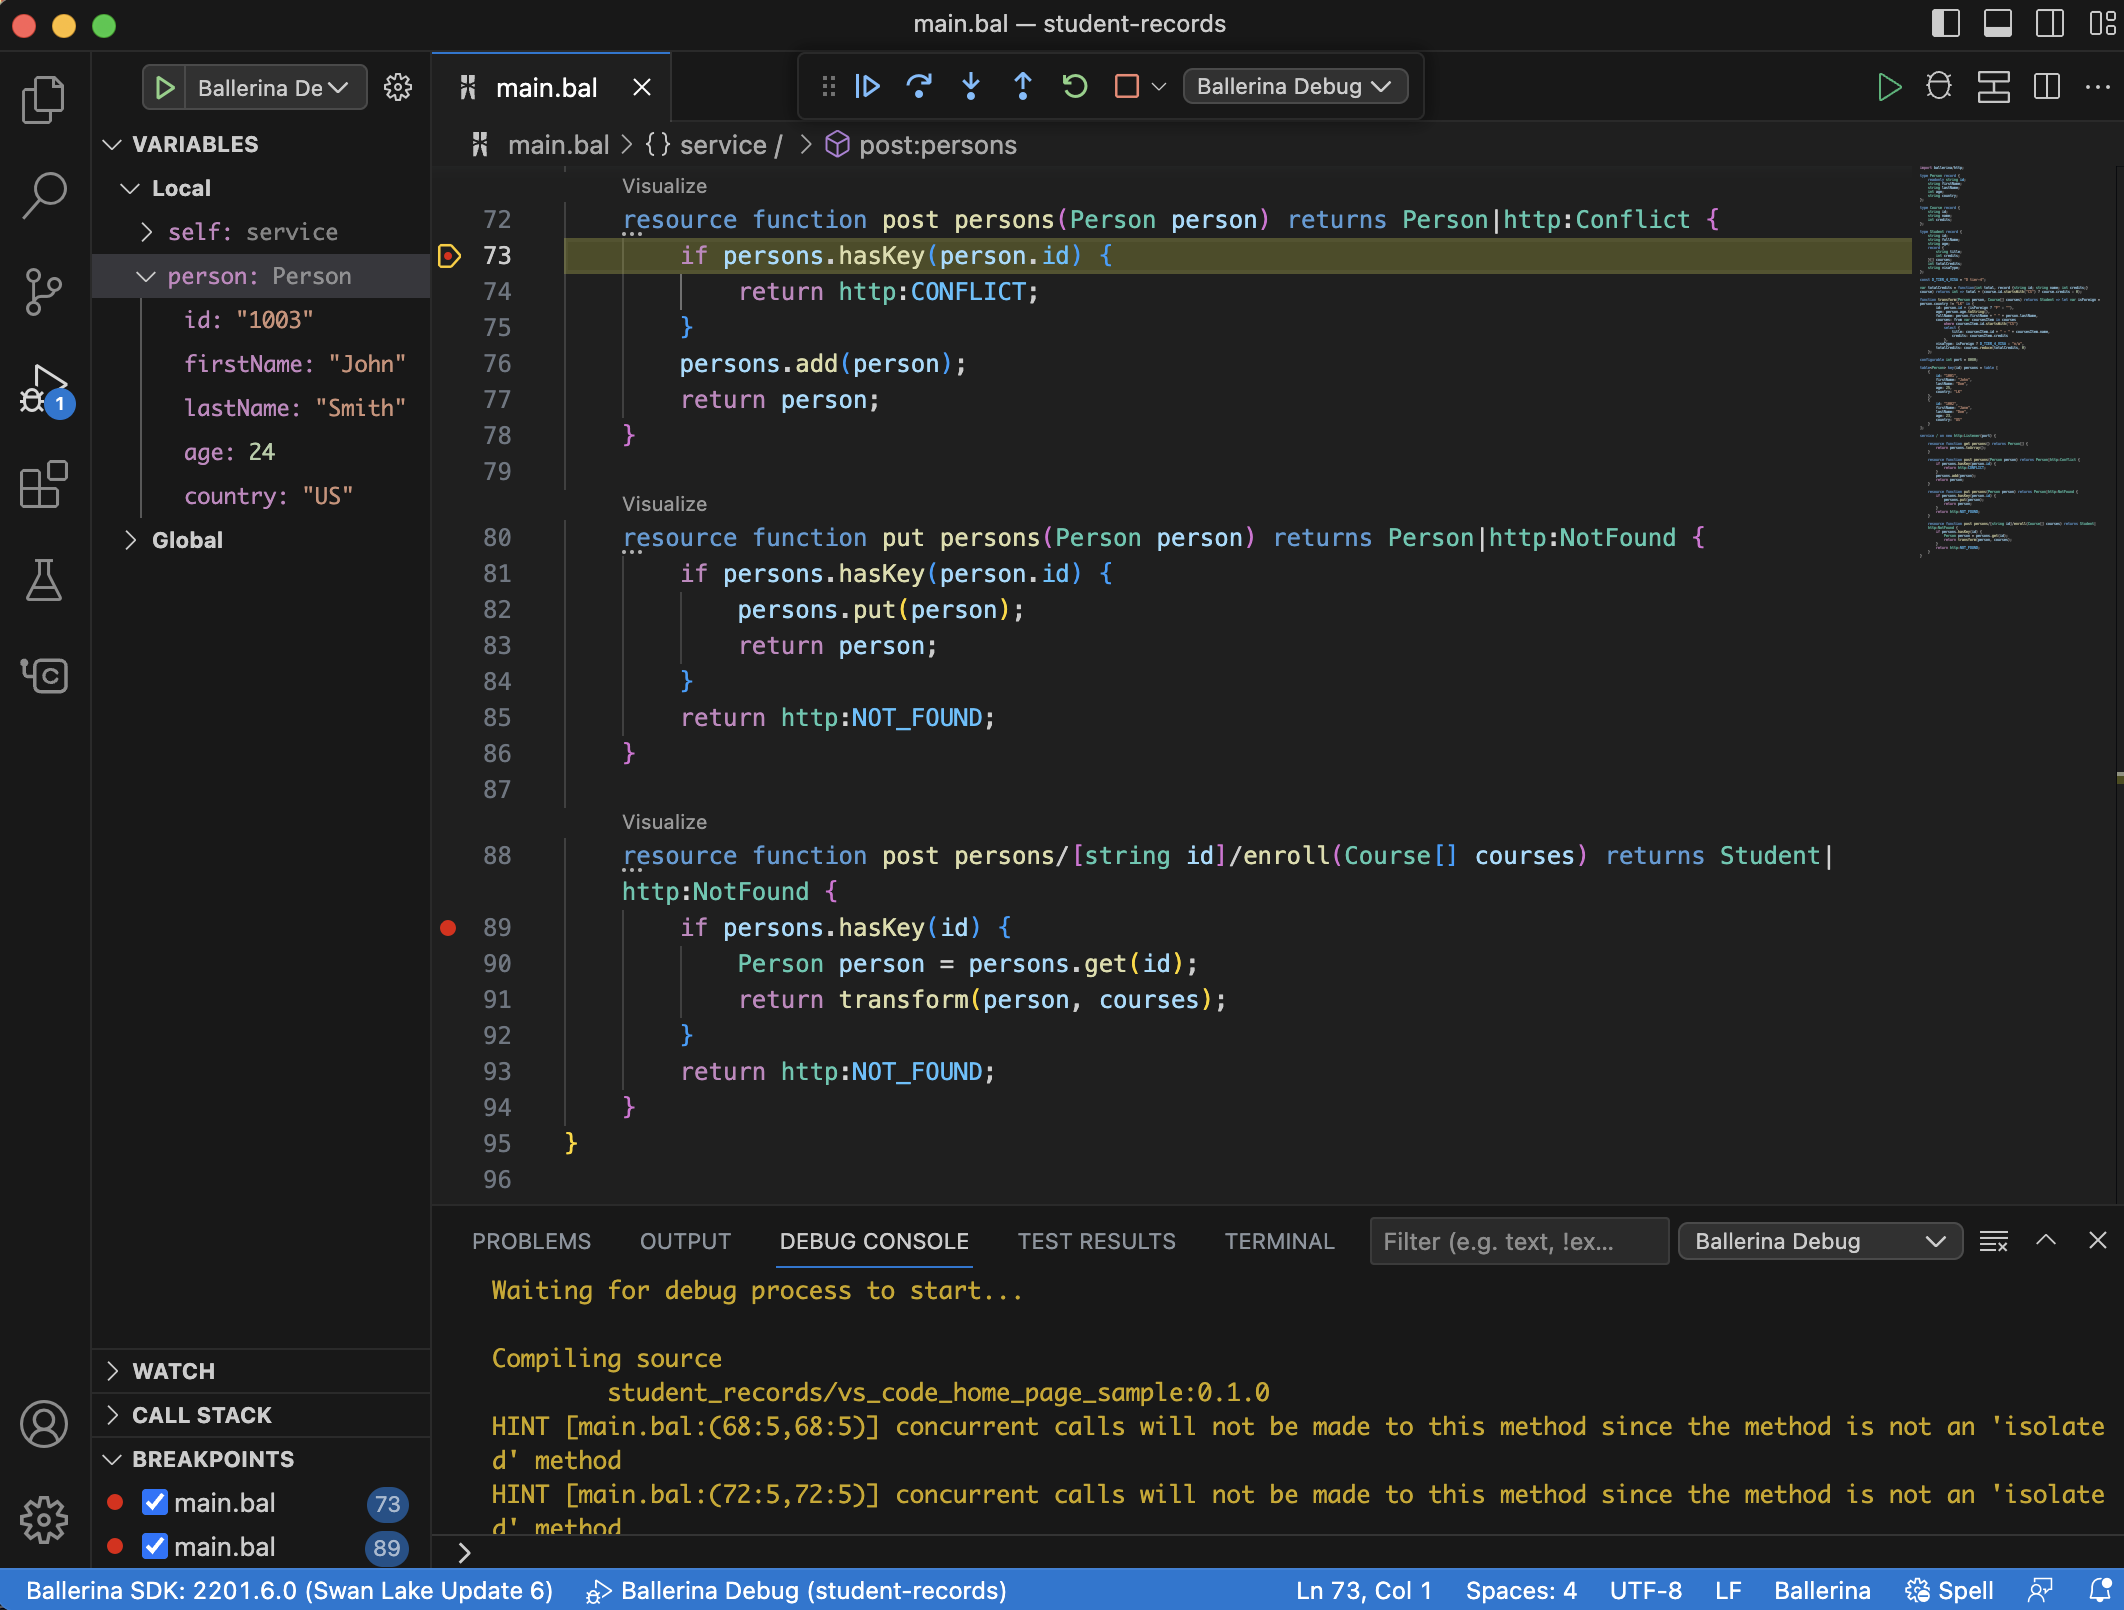 main.bal — student-records
Ballerina De
main.bal
Ballerina Debug
VARIABLES
Local
self: service
person: Person
id: "1003"
firstName: "John"
lastName: "Smith"
age: 24
country: "US"
Global
WATCH
CALL STACK
BREAKPOINTS
main.bal 73
main.bal 89
1
main.bal > {} service / > post:persons
Visualize
72 resource function post persons(Person person) returns Person|http:Conflict {
73 if persons.hasKey(person.id) {
74 return http:CONFLICT;
75 }
76 persons.add(person);
77 return person;
78 }
79
Visualize
80 resource function put persons(Person person) returns Person|http:NotFound {
81 if persons.hasKey(person.id) {
82 persons.put(person);
83 return person;
84 }
85 return http:NOT_FOUND;
86 }
87
Visualize
88 resource function post persons/[string id]/enroll(Course[] courses) returns Student|
http:NotFound {
89 if persons.hasKey(id) {
90 Person person = persons.get(id);
91 return transform(person, courses);
92 }
93 return http:NOT_FOUND;
94 }
95 }
96
PROBLEMS OUTPUT DEBUG CONSOLE TEST RESULTS TERMINAL Filter (e.g. text, !ex... Ballerina Debug
Waiting for debug process to start...
Compiling source
student_records/vs_code_home_page_sample:0.1.0
HINT [main.bal:(68:5,68:5)] concurrent calls will not be made to this method since the method is not an 'isolate
d' method
HINT [main.bal:(72:5,72:5)] concurrent calls will not be made to this method since the method is not an 'isolate
d' method
Ballerina SDK: 2201.6.0 (Swan Lake Update 6) Ballerina Debug (student-records) Ln 73, Col 1 Spaces: 4 UTF-8 LF Ballerina Spell